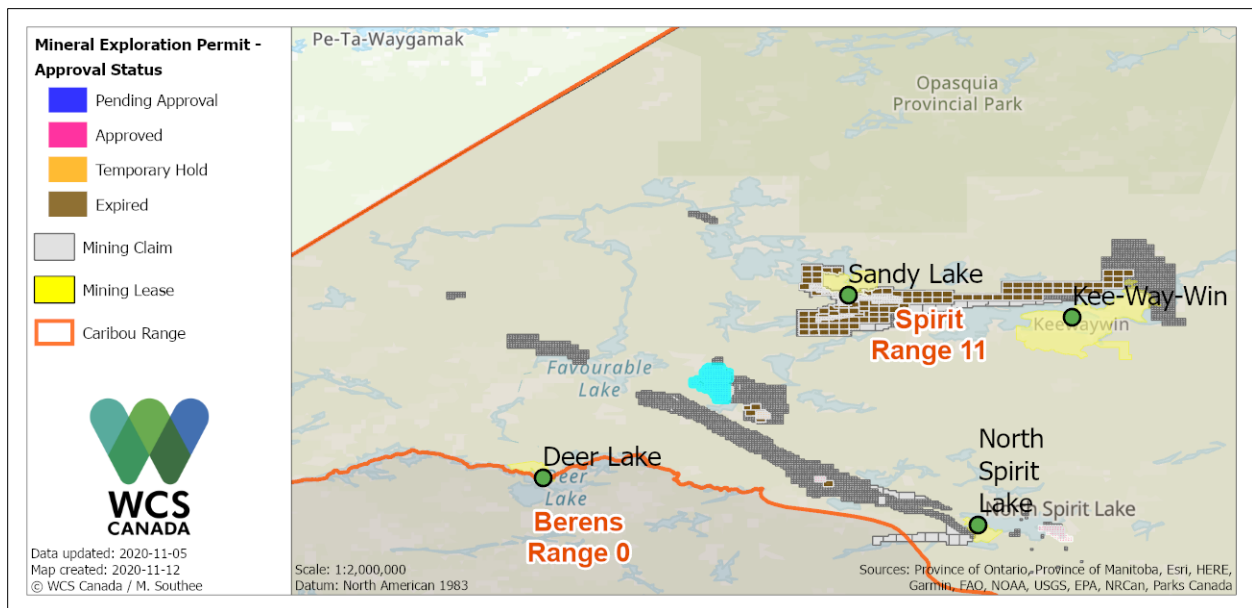 Mineral Exploration Permit -
Approval Status
Pending Approval
Approved
Temporary Hold
Expired
Mining Claim
Mining Lease
Caribou Range
WCS
CANADA
Data updated: 2020-11-05
Map created: 2020-11-12
© WCS Canada / M. Southee
Pe-Ta-Waygamak
Opasquia
Provincial Park
Sandy Lake
Kee-Way-Win
Keewaywin
Spirit
Range 11
Favourable
Lake
Deer Lake
Deer
Lake
Berens
Range 0
North
Spirit
Lake
North Spirit Lake
Scale: 1:2,000,000
Datum: North American 1983
Sources: Province of Ontario, Province of Manitoba, Esri, HERE,
Garmin, FAO, NOAA, USGS, EPA, NRCan, Parks Canada